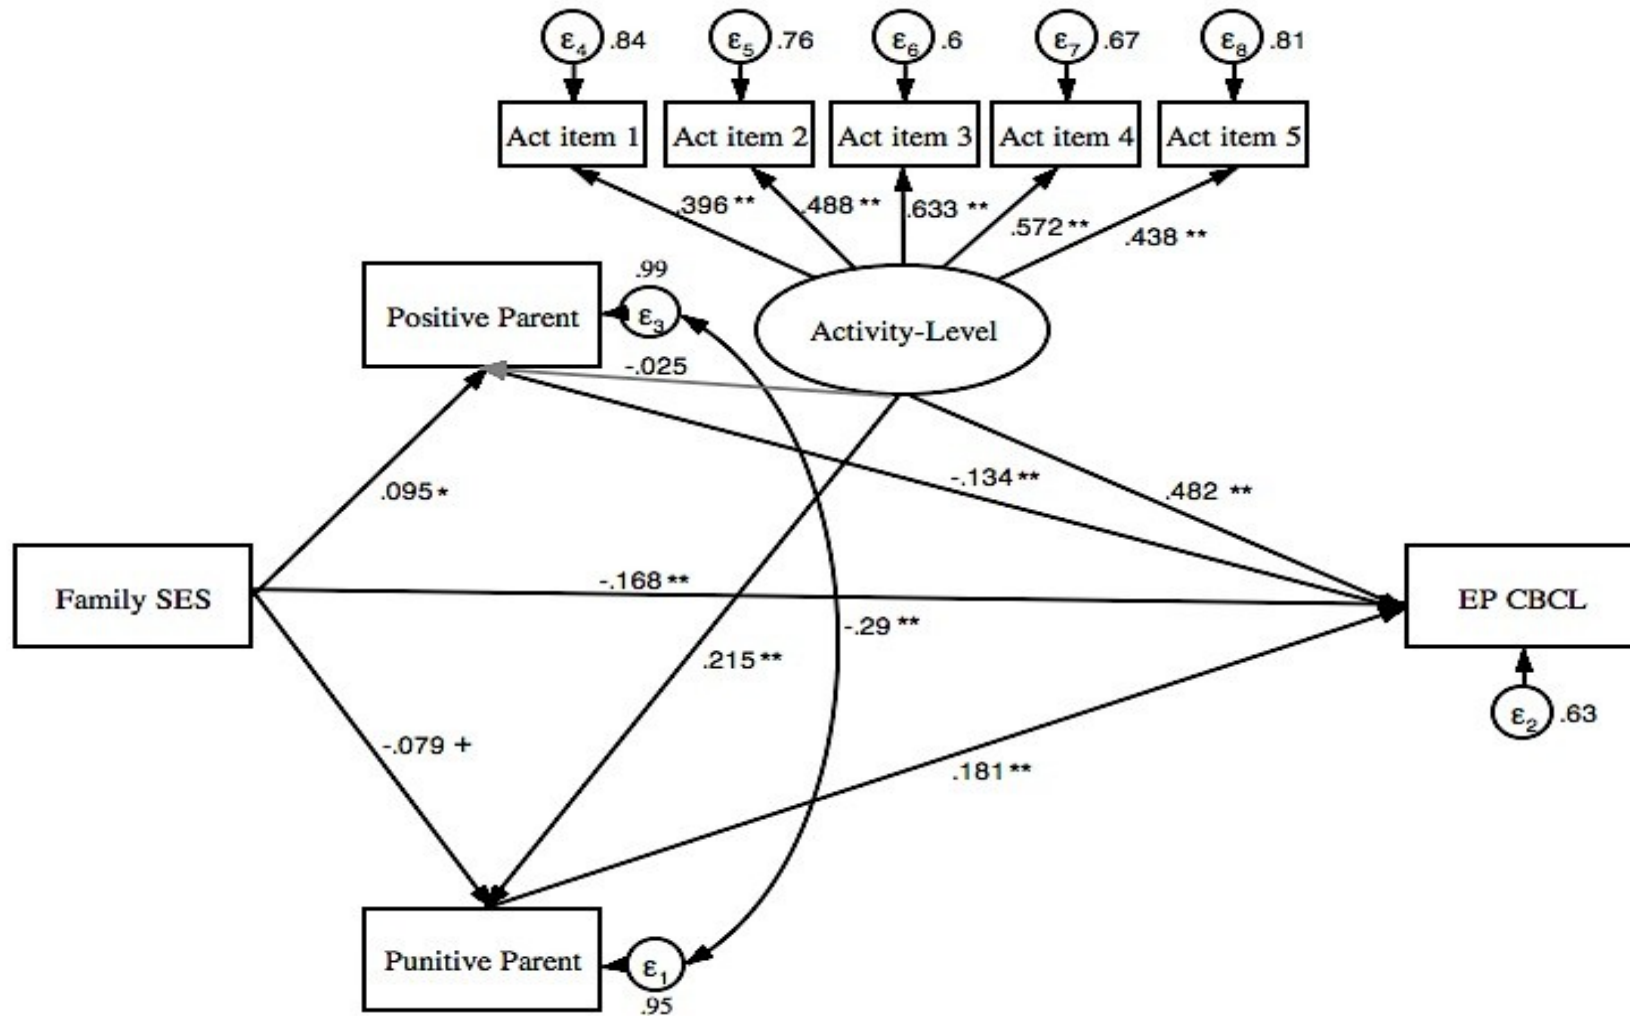 ε4 .84
ε5 .76
ε6 .6
ε7 .67
ε8 .81
Act item 1
Act item 2
Act item 3
Act item 4
Act item 5
.396 **
.488 **
.633 **
.572 **
.438 **
.99
Positive Parent
ε3
Activity-Level
-.025
.095 *
-.134 **
.482 **
Family SES
-.168 **
EP CBCL
-.29 **
.215 **
ε2 .63
-.079 +
.181 **
Punitive Parent
ε1
.95